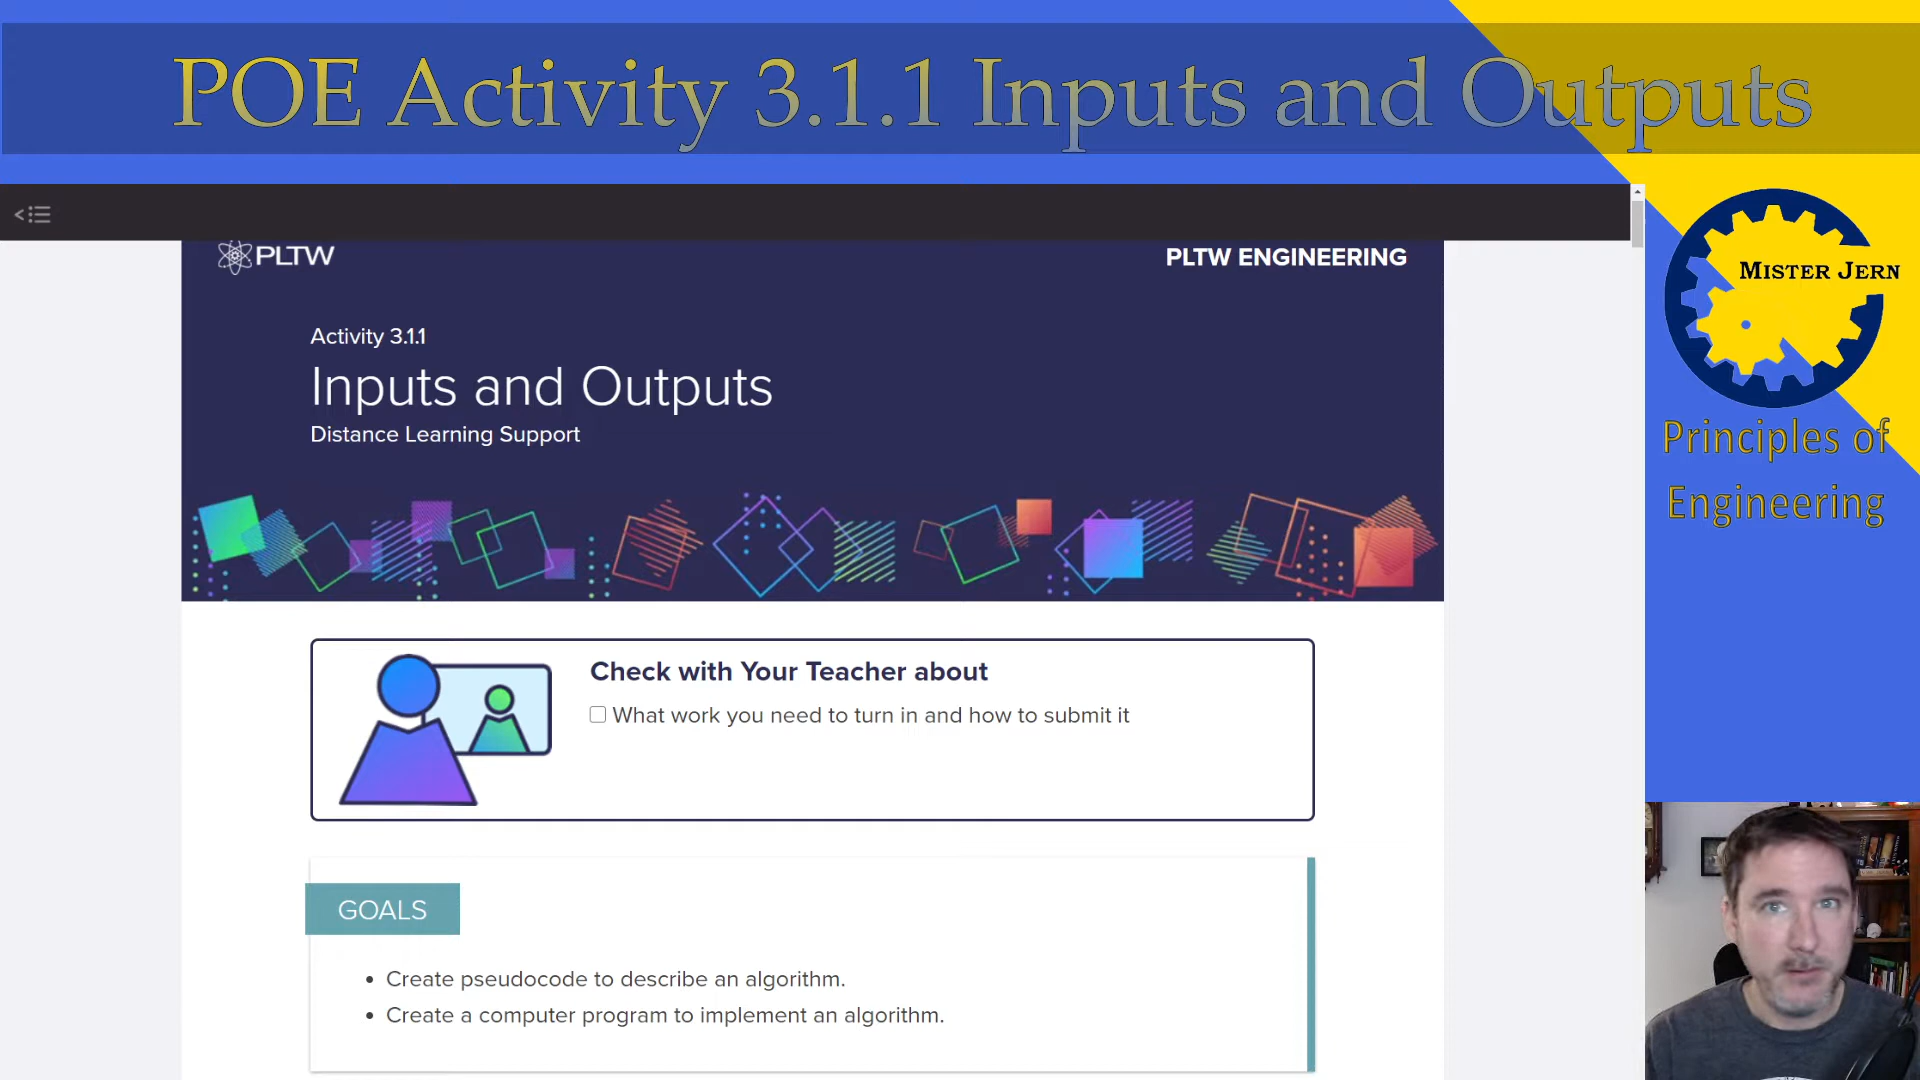 POE Activity 3.1.1 Inputs and Outputs
PLTW
PLTW ENGINEERING
MISTER JERN
Activity 3.1.1
Inputs and Outputs
Distance Learning Support
Principles of
Engineering
Check with Your Teacher about
What work you need to turn in and how to submit it
GOALS
• Create pseudocode to describe an algorithm.
• Create a computer program to implement an algorithm.